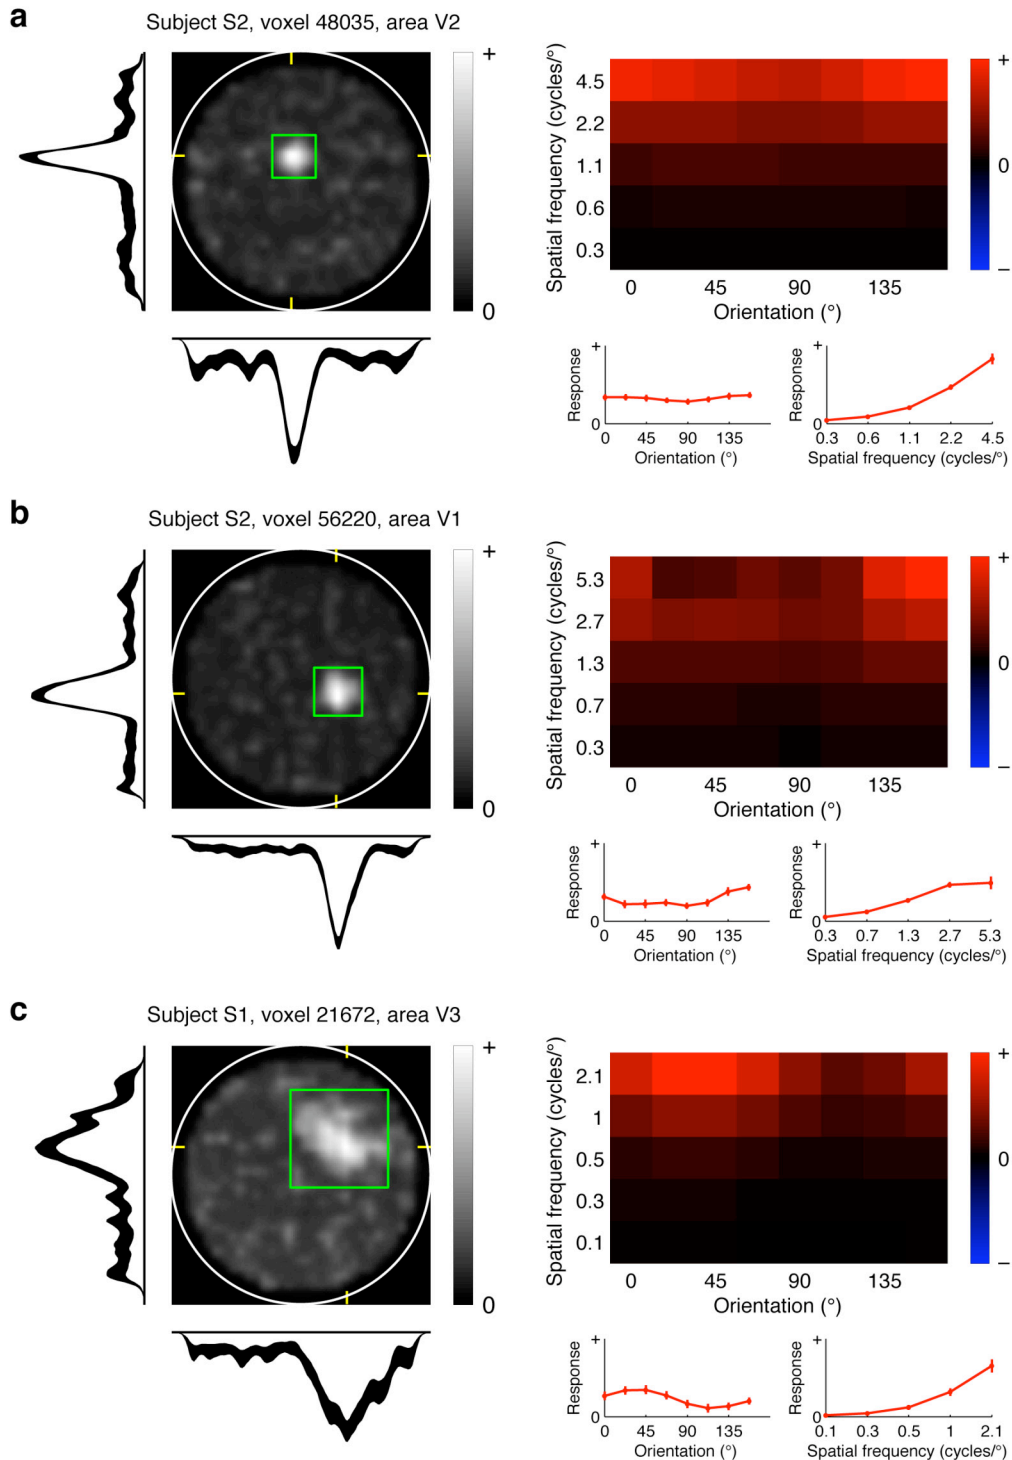 a
Subject S2, voxel 48035, area V2
+
0
Spatial frequency (cycles/°)
4.5
2.2
1.1
0.6
0.3
0 45 90 135
Orientation (°)
+
0
–
Response
+
0
0 45 90 135
Orientation (°)
Response
+
0
0.3 0.6 1.1 2.2 4.5
Spatial frequency (cycles/°)
b
Subject S2, voxel 56220, area V1
+
0
Spatial frequency (cycles/°)
5.3
2.7
1.3
0.7
0.3
0 45 90 135
Orientation (°)
+
0
–
Response
+
0
0 45 90 135
Orientation (°)
Response
+
0
0.3 0.7 1.3 2.7 5.3
Spatial frequency (cycles/°)
c
Subject S1, voxel 21672, area V3
+
0
Spatial frequency (cycles/°)
2.1
1
0.5
0.3
0.1
0 45 90 135
Orientation (°)
+
0
–
Response
+
0
0 45 90 135
Orientation (°)
Response
+
0
0.1 0.3 0.5 1 2.1
Spatial frequency (cycles/°)